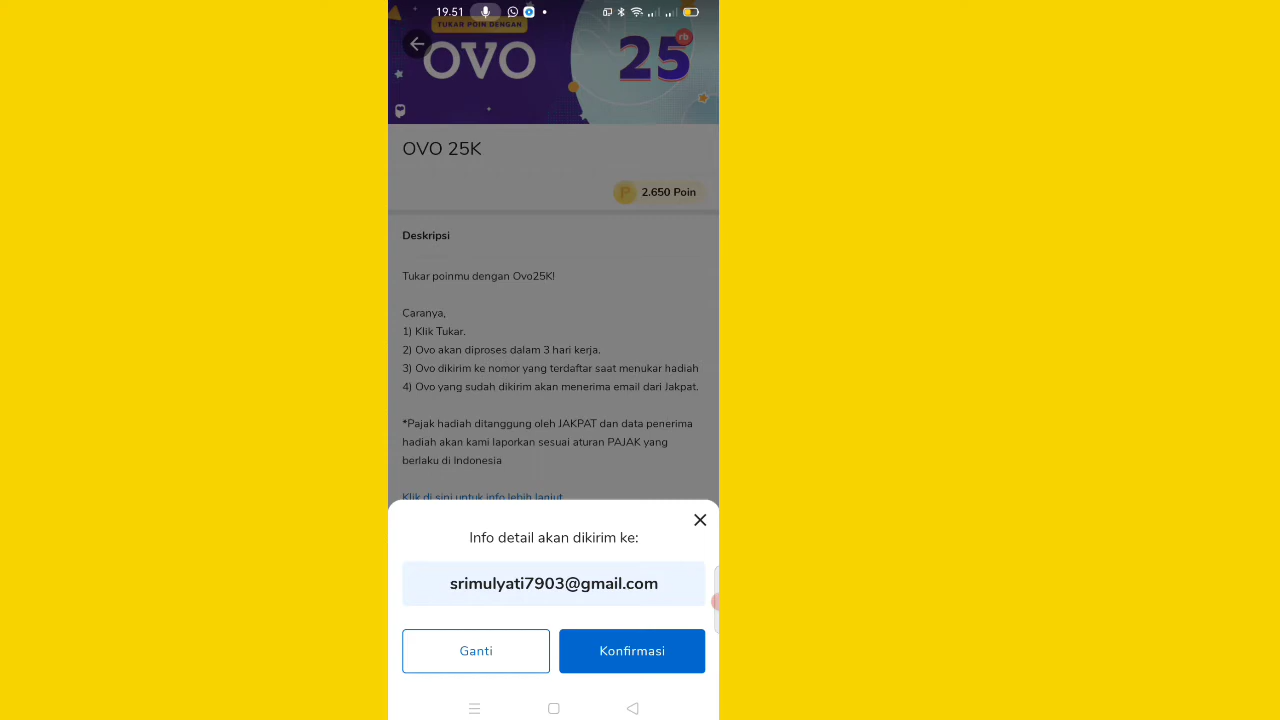 19.51
TUKAR POIN DENGAN
OVO 25 rb
OVO 25K
P 2.650 Poin
Deskripsi
Tukar poinmu dengan Ovo25K!
Caranya,
1) Klik Tukar.
2) Ovo akan diproses dalam 3 hari kerja.
3) Ovo dikirim ke nomor yang terdaftar saat menukar hadiah
4) Ovo yang sudah dikirim akan menerima email dari Jakpat.
*Pajak hadiah ditanggung oleh JAKPAT dan data penerima
hadiah akan kami laporkan sesuai aturan PAJAK yang
berlaku di Indonesia
Klik di sini untuk info lebih lanjut
Info detail akan dikirim ke:
srimulyati7903@gmail.com
Ganti
Konfirmasi